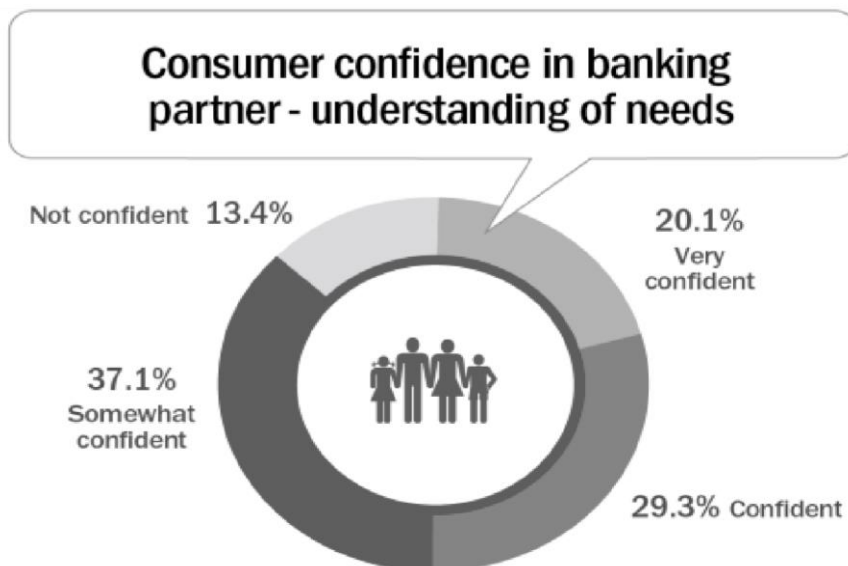 Consumer confidence in banking
partner - understanding of needs
Not confident 13.4%
20.1%
Very
confident
37.1%
Somewhat
confident
29.3% Confident